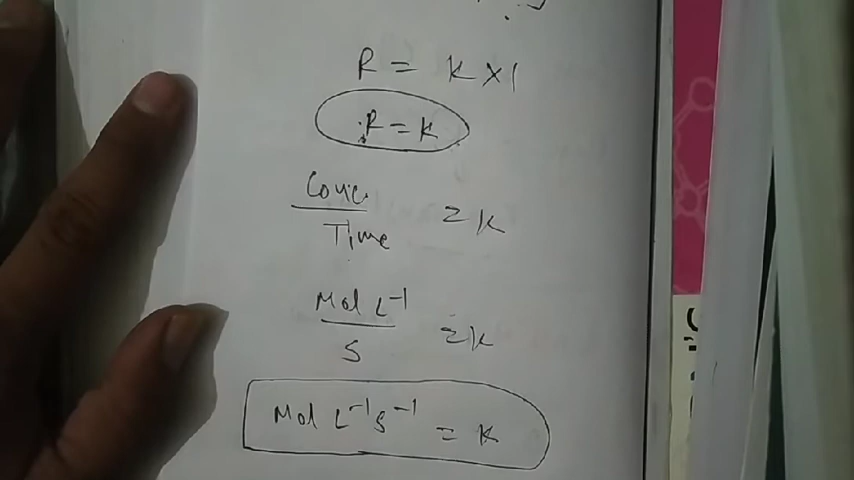 R = K × 1
R = K
Conc. = K
Time
Mol L⁻¹ = K
S
Mol L⁻¹ S⁻¹ = K